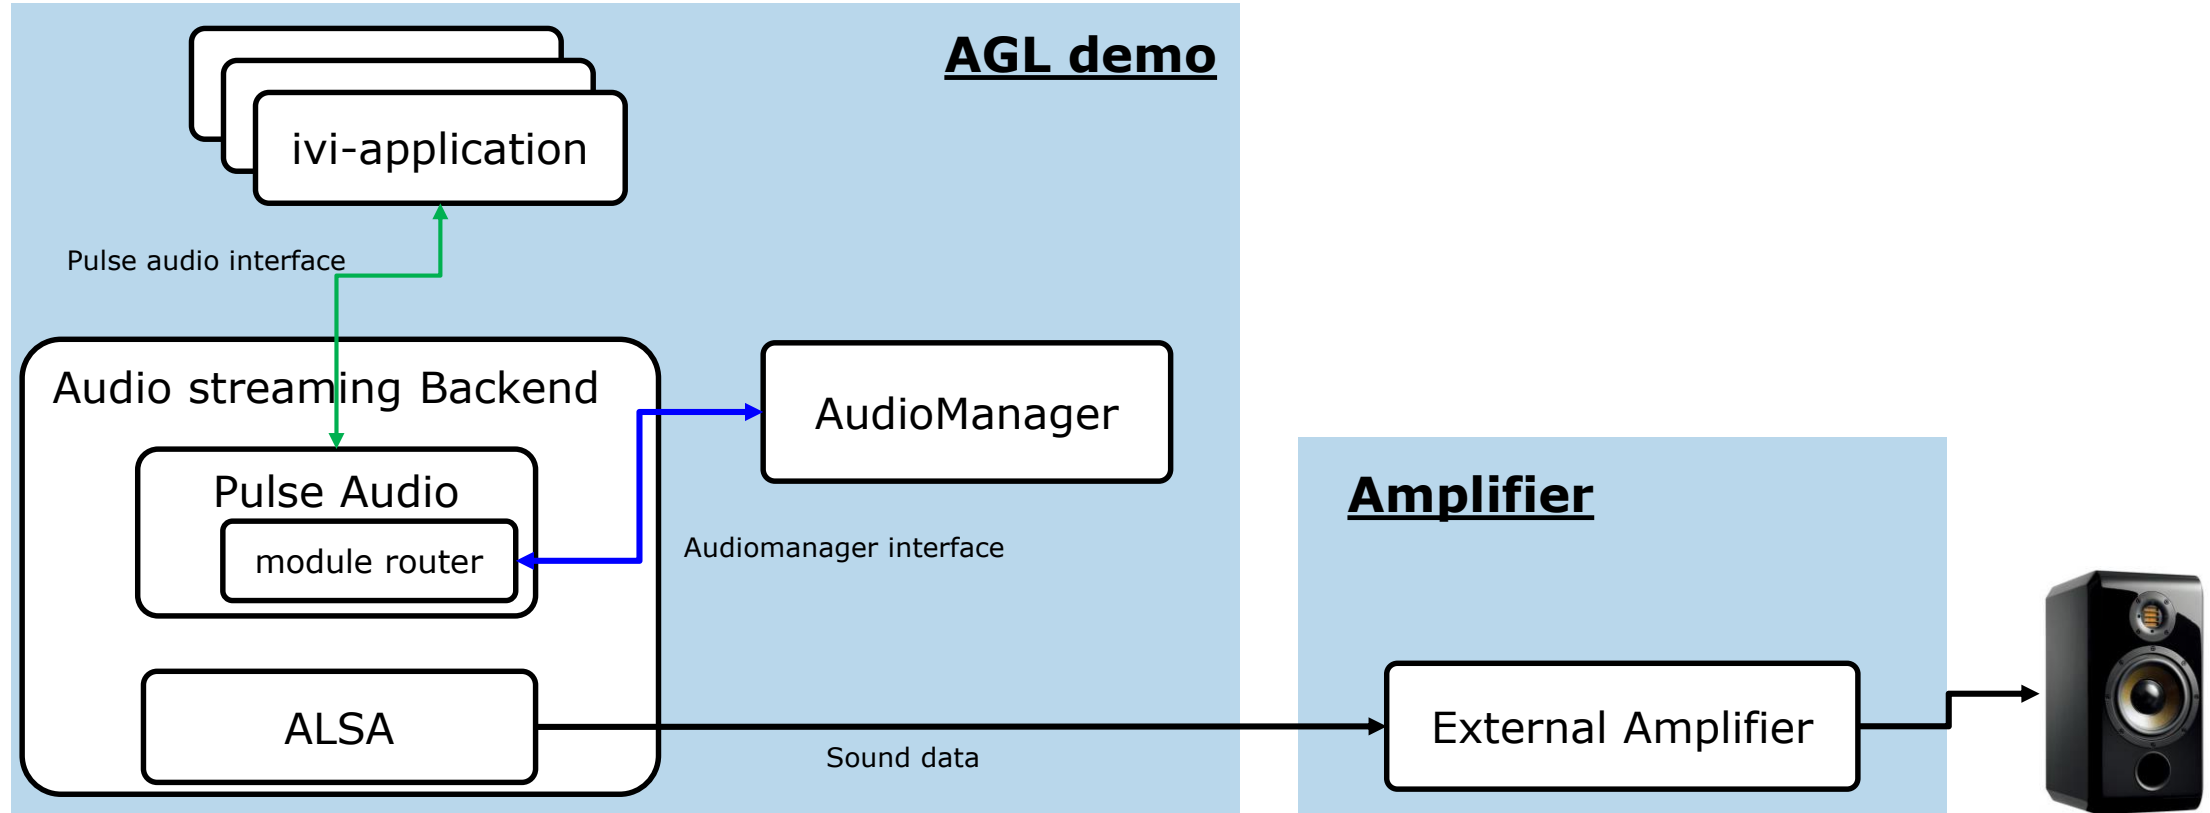 AGL demo
ivi-application
Pulse audio interface
Audio streaming Backend
AudioManager
Pulse Audio
module router
Audiomanager interface
Amplifier
ALSA
Sound data
External Amplifier